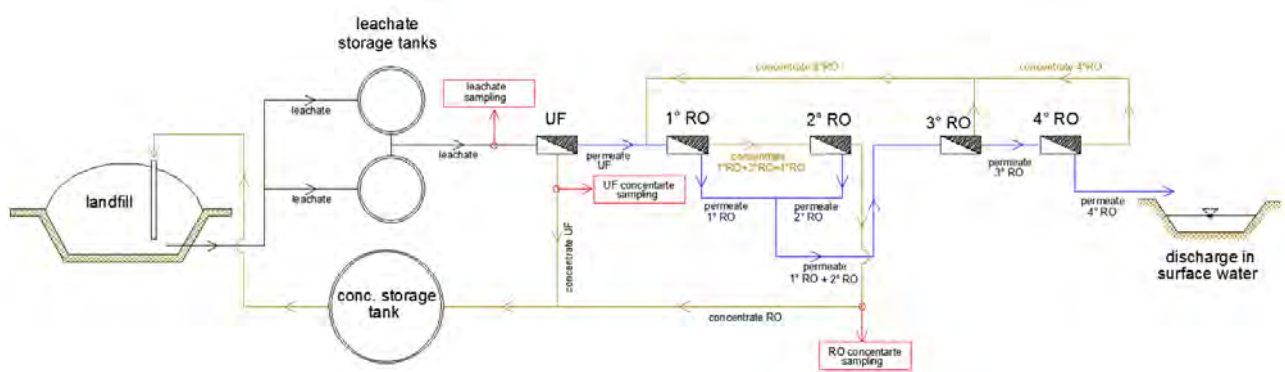 leachate
storage tanks
concentrate 4°RO
leachate
sampling
leachate
UF
1° RO
2° RO
3° RO
4° RO
leachate
permeate
UF
concentrate
1°RO+3°RO+4°RO
permeate
3° RO
UF concentarte
sampling
landfill
leachate
permeate
1° RO
permeate
2° RO
permeate
4° RO
concentrate UF
permeate
1° RO + 2° RO
discharge in
surface water
conc. storage
tank
concentrate RO
RO concentarte
sampling